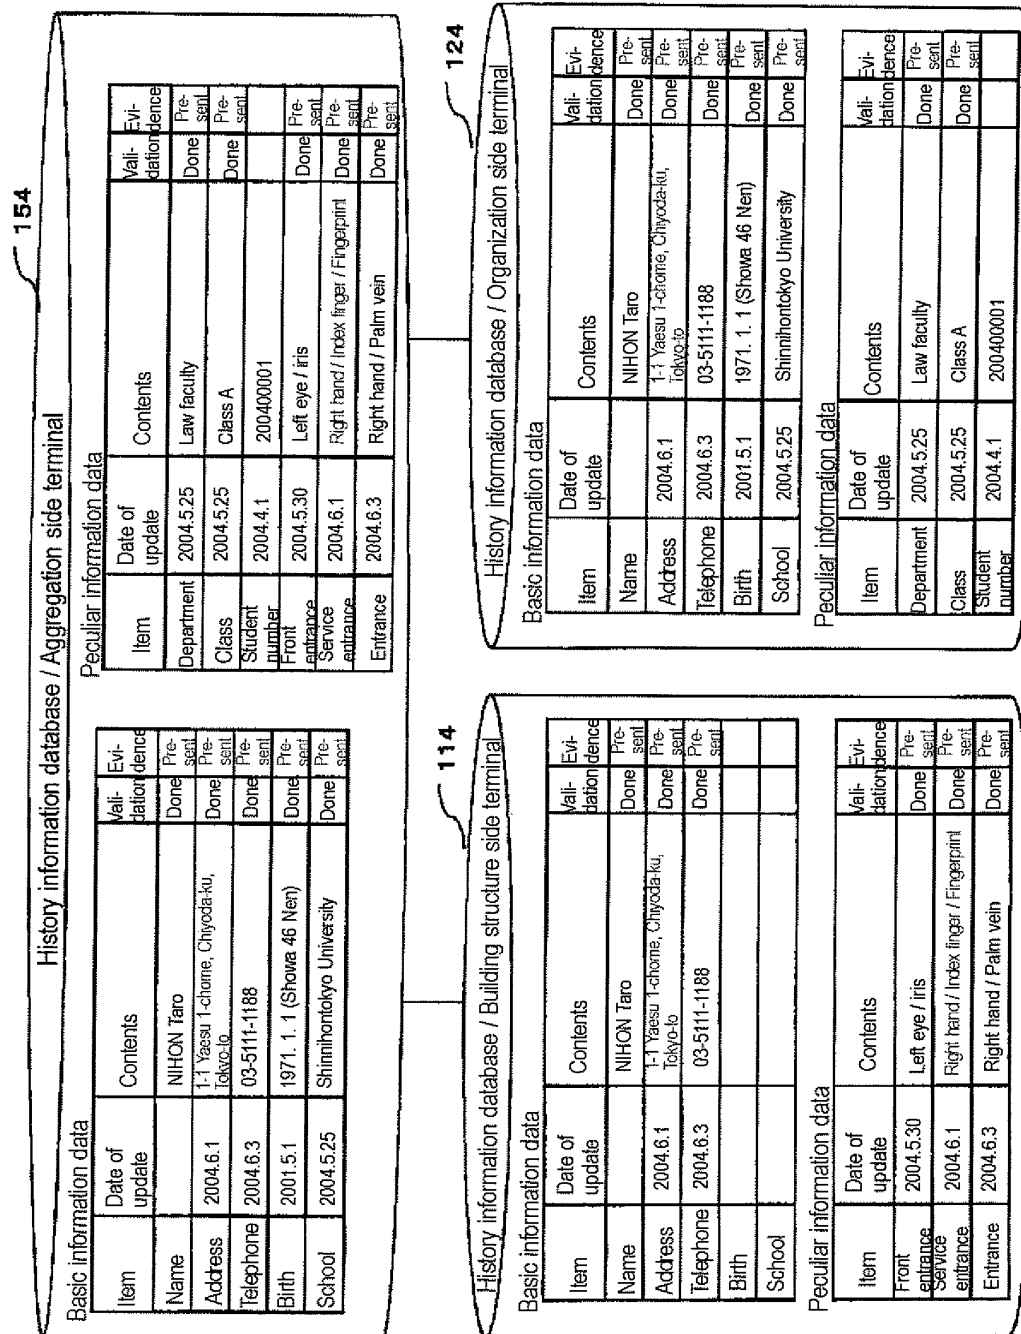 154
History information database / Aggregation side terminal
Basic information data
Item Date of update Contents Vali-dation Evi-dence
Name NIHON Taro Done Pre-sent
Address 2004.6.1 1-1 Yaesu 1-chome, Chiyoda-ku, Tokyo-to Done Pre-sent
Telephone 2004.6.3 03-5111-1188 Done Pre-sent
Birth 2001.5.1 1971. 1. 1 (Showa 46 Nen) Done Pre-sent
School 2004.5.25 Shinnihontokyo University Done Pre-sent
Peculiar information data
Item Date of update Contents Vali-dation Evi-dence
Department 2004.5.25 Law faculty Done Pre-sent
Class 2004.5.25 Class A Done Pre-sent
Student number 2004.4.1 200400001
Front entrance 2004.5.30 Left eye / iris Done Pre-sent
Service entrance 2004.6.1 Right hand / Index finger / Fingerprint Done Pre-sent
Entrance 2004.6.3 Right hand / Palm vein Done Pre-sent
114
History information database / Building structure side terminal
Basic information data
Item Date of update Contents Vali-dation Evi-dence
Name NIHON Taro Done Pre-sent
Address 2004.6.1 1-1 Yaesu 1-chome, Chiyoda-ku, Tokyo-to Done Pre-sent
Telephone 2004.6.3 03-5111-1188 Done Pre-sent
Birth
School
Peculiar information data
Item Date of update Contents Vali-dation Evi-dence
Front entrance 2004.5.30 Left eye / iris Done Pre-sent
Service entrance 2004.6.1 Right hand / Index finger / Fingerprint Done Pre-sent
Entrance 2004.6.3 Right hand / Palm vein Done Pre-sent
124
History information database / Organization side terminal
Basic information data
Item Date of update Contents Vali-dation Evi-dence
Name NIHON Taro Done Pre-sent
Address 2004.6.1 1-1 Yaesu 1-chome, Chiyoda-ku, Tokyo-to Done Pre-sent
Telephone 2004.6.3 03-5111-1188 Done Pre-sent
Birth 2001.5.1 1971. 1. 1 (Showa 46 Nen) Done Pre-sent
School 2004.5.25 Shinnihontokyo University Done Pre-sent
Peculiar information data
Item Date of update Contents Vali-dation Evi-dence
Department 2004.5.25 Law faculty Done Pre-sent
Class 2004.5.25 Class A Done Pre-sent
Student number 2004.4.1 200400001